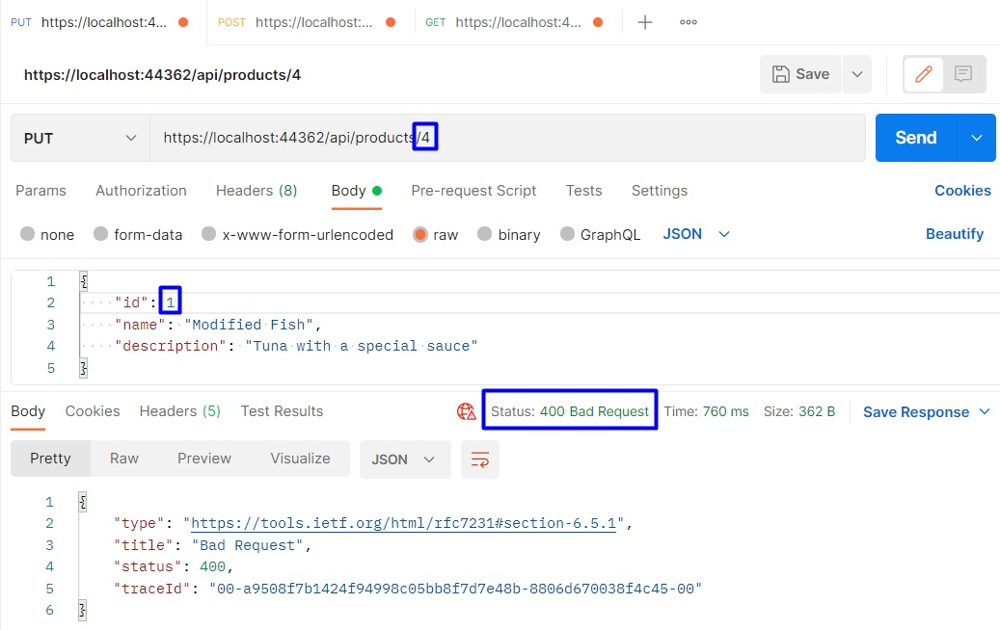 PUT https://localhost:4... POST https://localhost:... GET https://localhost:4...
https://localhost:44362/api/products/4
Save
PUT https://localhost:44362/api/products/4 Send
Params Authorization Headers (8) Body Pre-request Script Tests Settings Cookies
none form-data x-www-form-urlencoded raw binary GraphQL JSON Beautify
1 {
2 "id": 1,
3 "name": "Modified Fish",
4 "description": "Tuna with a special sauce"
5 }
Body Cookies Headers (5) Test Results Status: 400 Bad Request Time: 760 ms Size: 362 B Save Response
Pretty Raw Preview Visualize JSON
1 {
2 "type": "https://tools.ietf.org/html/rfc7231#section-6.5.1",
3 "title": "Bad Request",
4 "status": 400,
5 "traceId": "00-a9508f7b1424f94998c05bb8f7d7e48b-8806d670038f4c45-00"
6 }